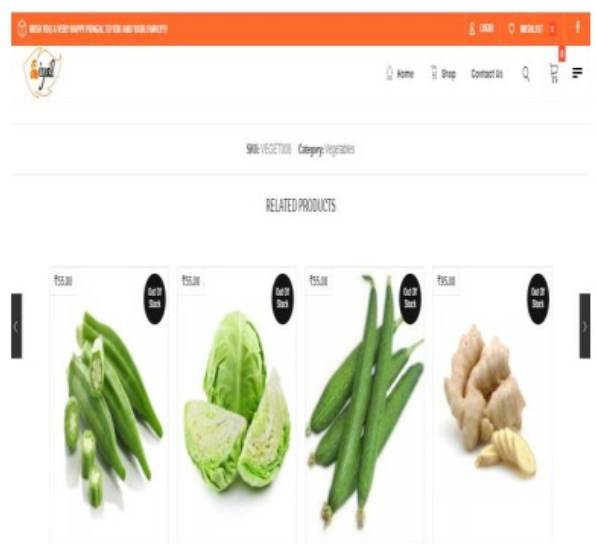 WISH YOU A VERY HAPPY PONGAL TO YOU AND YOUR FAMILY!!!
LOGIN
WISHLIST
Home
Shop
Contact Us
SKU: VEGET008 Category: Vegetables
RELATED PRODUCTS
₹55.00
Out Of
Stock
₹55.00
Out Of
Stock
₹55.00
Out Of
Stock
₹95.00
Out Of
Stock